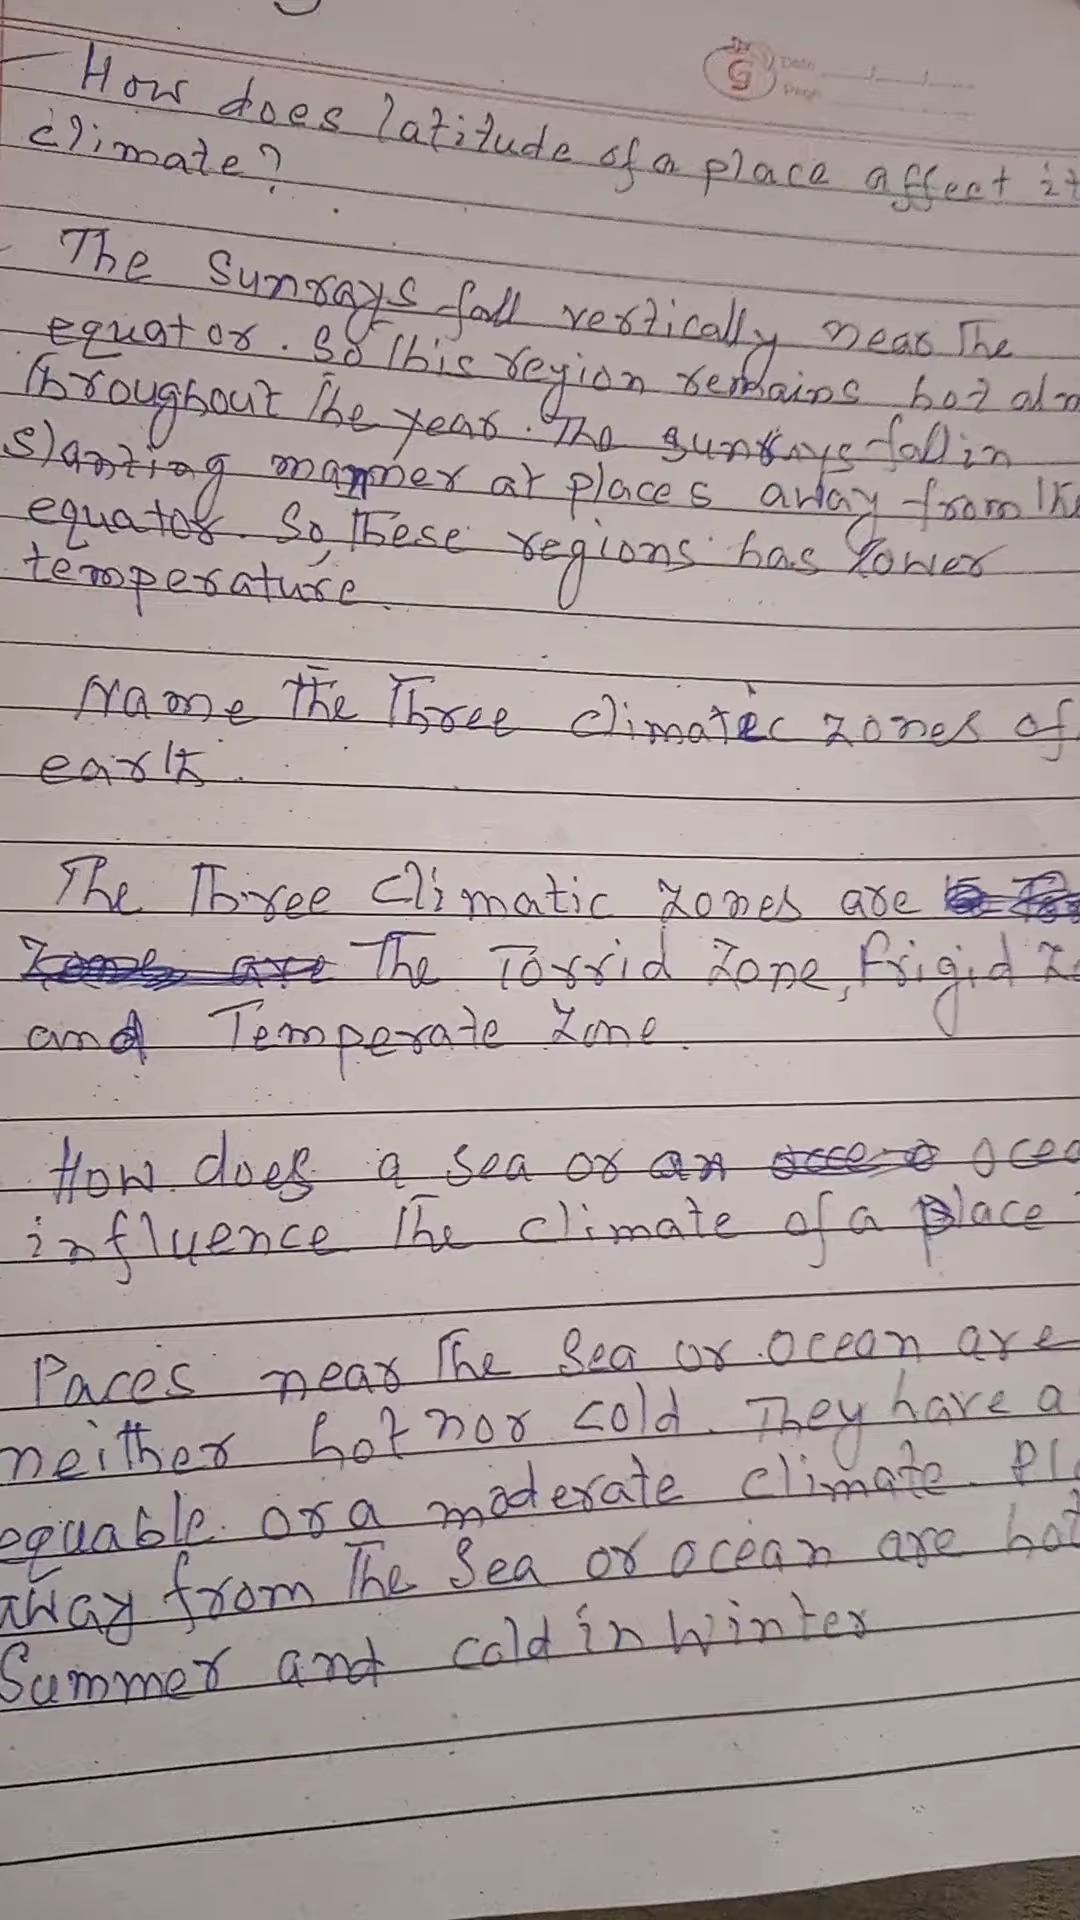 G Date
Page
How does latitude of a place affect it
climate?
The Sunrays fall vertically near The
equator. So This region remains hot
throughout The year. The sunrays fall in
slanting manner at places away from the
equator. So, These regions has lower
temperature.
Name the Three climatic zones of
earth.
The Three Climatic zones are
The Torrid Zone, Frigid
and Temperate Zone.
How does a Sea or an
influence The climate of a place
Paces near The Sea or ocean are
neither hot nor cold. They have a
equable or a moderate climate.
away from The Sea or ocean are hot
Summer and cold in Winter